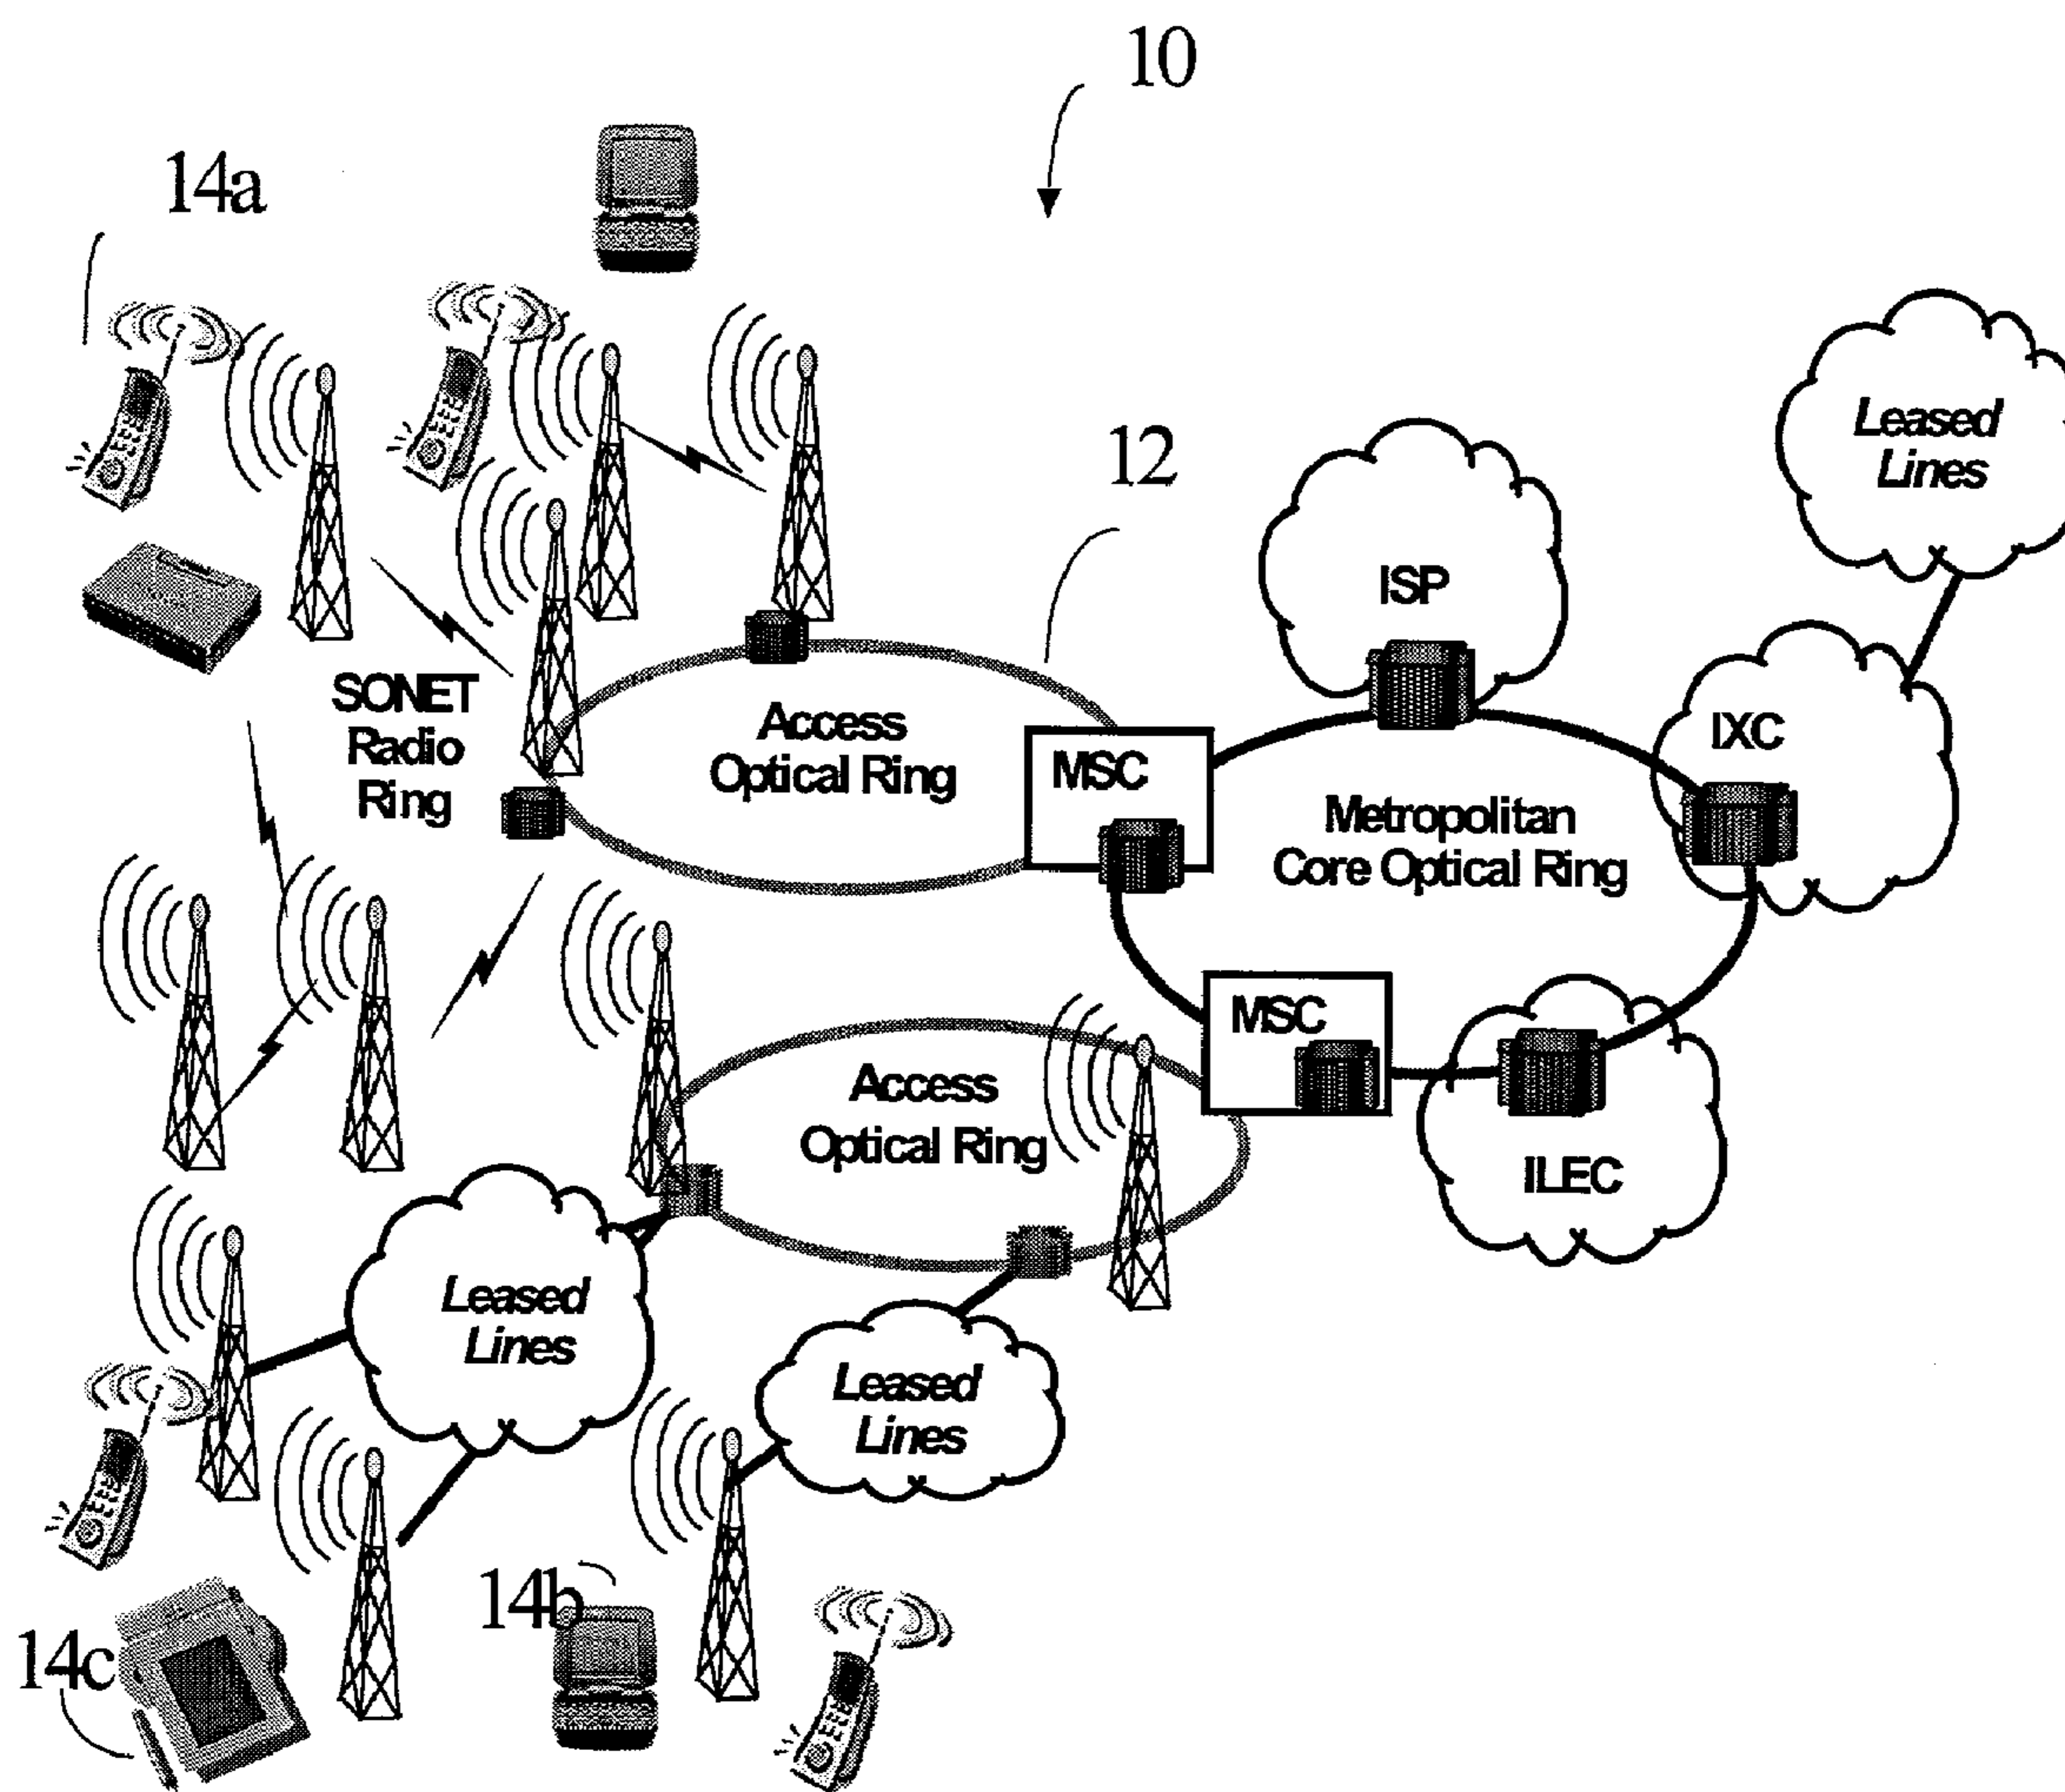 10
14a
12
Leased
Lines
ISP
SONET
Radio
Ring
Access
Optical Ring
MSC
IXC
Metropolitan
Core Optical Ring
MSC
Access
Optical Ring
ILEC
Leased
Lines
Leased
Lines
14b
14c